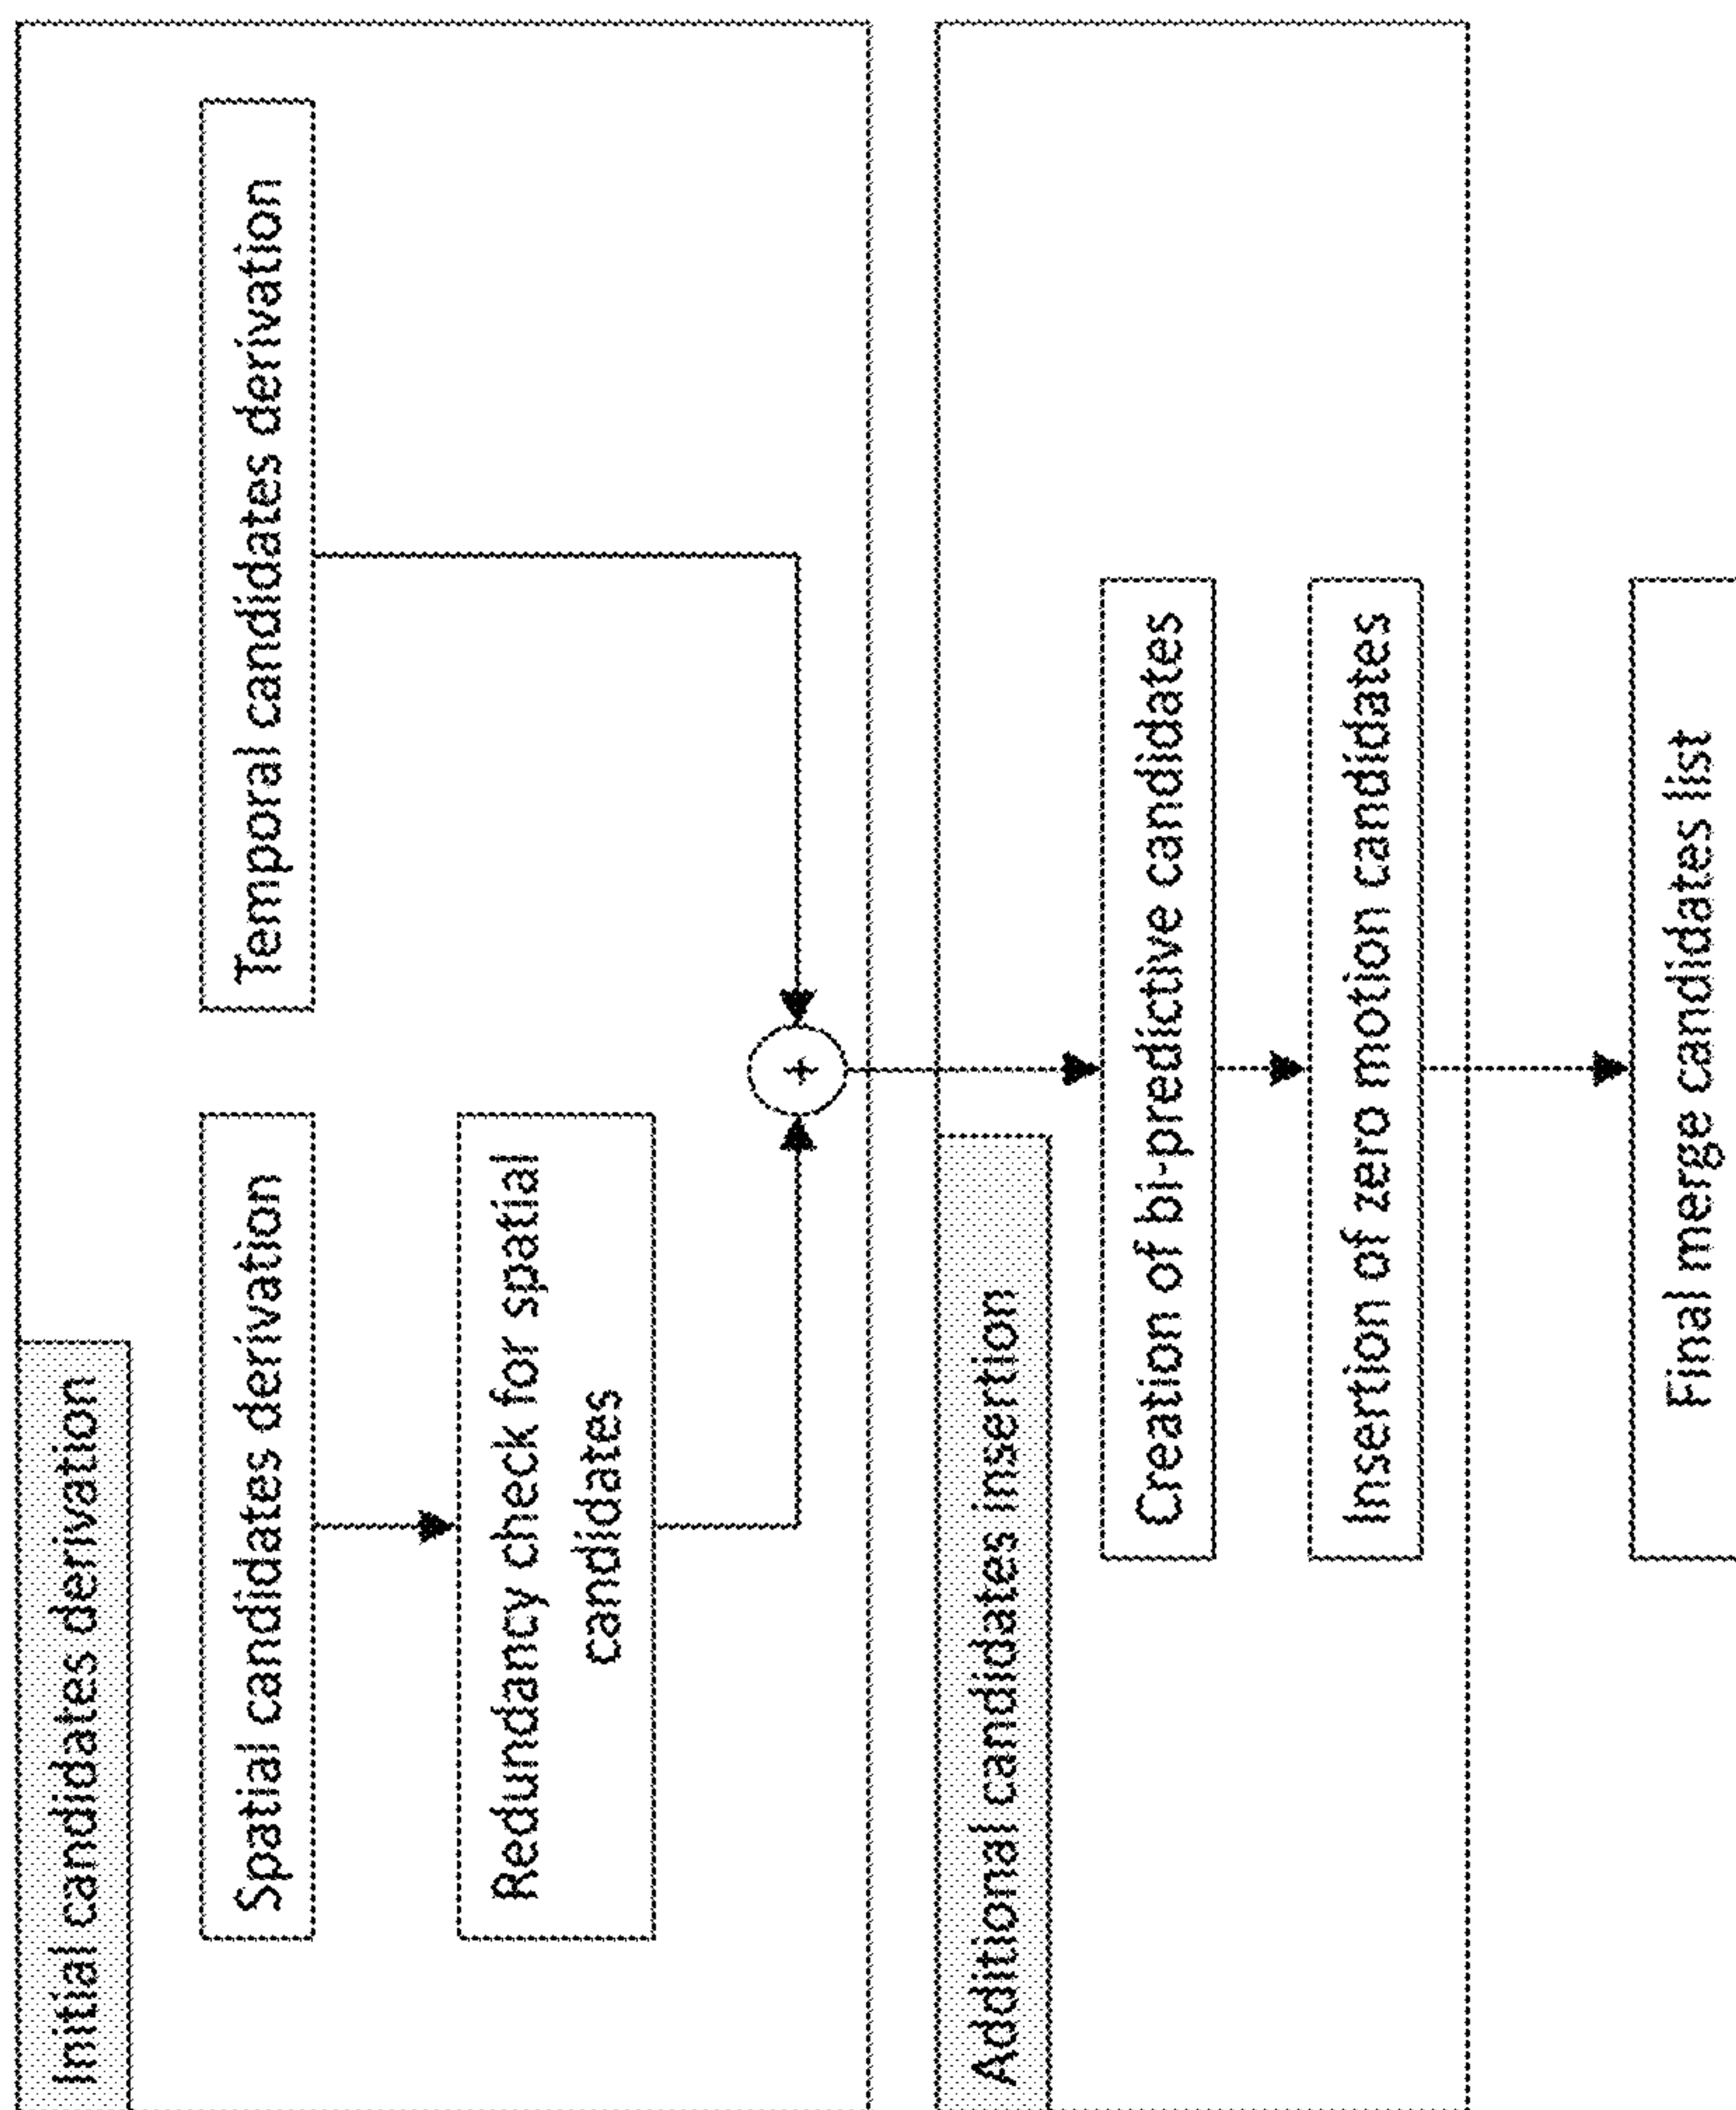 Initial candidates derivation
Spatial candidates derivation
Temporal candidates derivation
Redundancy check for spatial
candidates
+
Additional candidates insertion
Creation of bi-predictive candidates
Insertion of zero motion candidates
Final merge candidates list